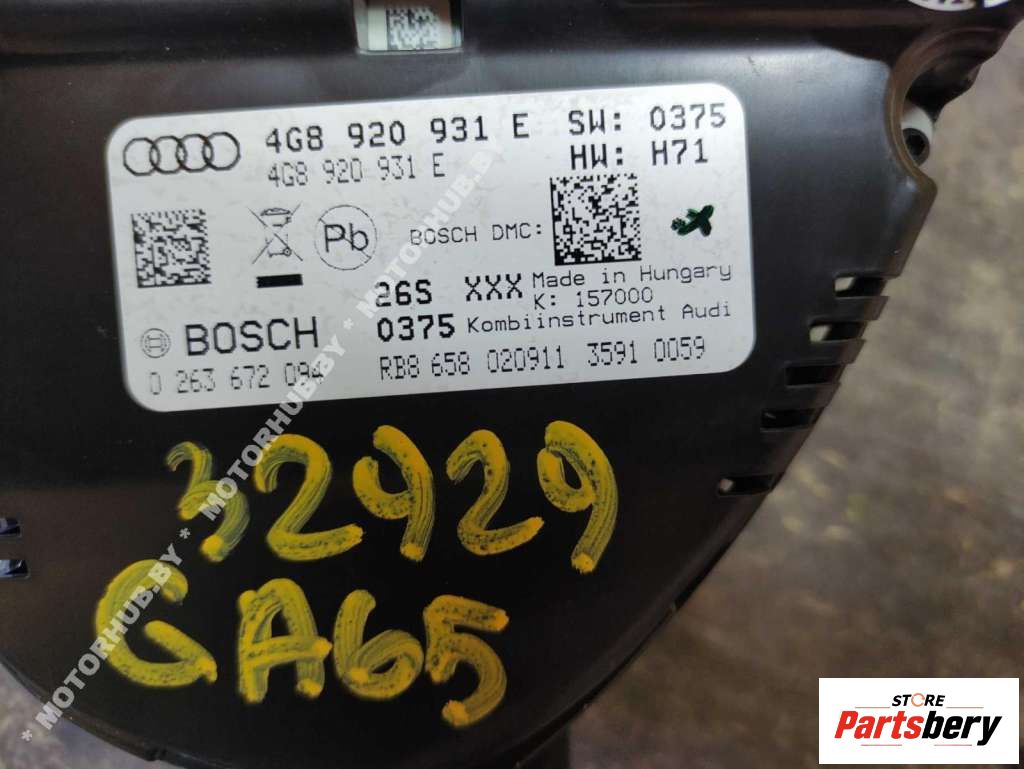 4G8 920 931 E SW: 0375
4G8 920 931 E HW: H71
Pb BOSCH DMC:
26S XXX Made in Hungary
K: 157000
BOSCH 0375 Kombiinstrument Audi
0 263 672 094 RB8 658 020911 3591 0059
32929
GA65
* MOTORHUB.BY * MOTORHUB.BY * MOTORHUB.BY
STORE
Partsbery